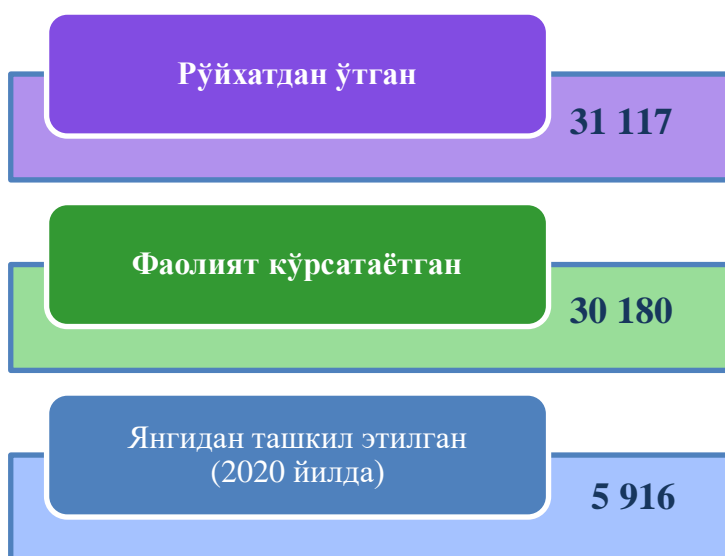 Рўйхатдан ўтган
31 117
Фаолият кўрсатаётган
30 180
Янгидан ташкил этилган
(2020 йилда)
5 916